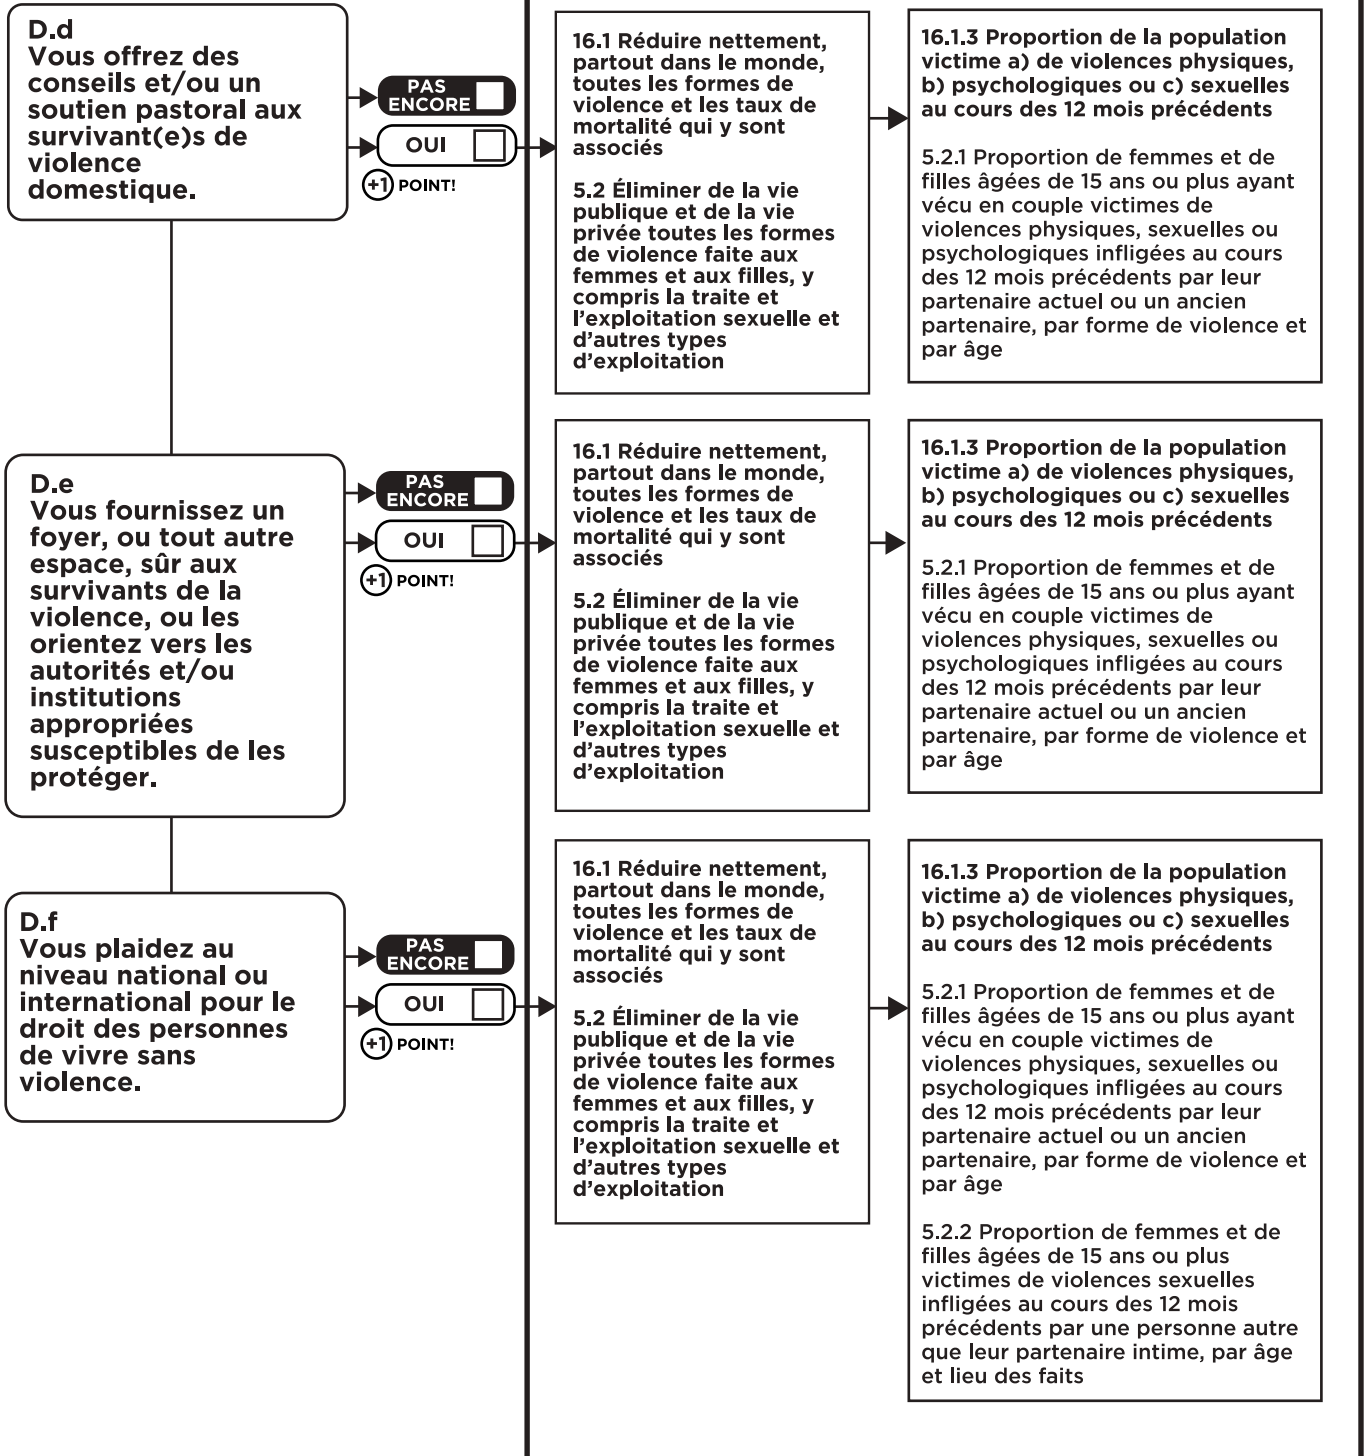 D.d
Vous offrez des
conseils et/ou un
soutien pastoral aux
survivant(e)s de
violence
domestique.
PAS
ENCORE
OUI
+1 POINT!
16.1 Réduire nettement,
partout dans le monde,
toutes les formes de
violence et les taux de
mortalité qui y sont
associés
5.2 Éliminer de la vie
publique et de la vie
privée toutes les formes
de violence faite aux
femmes et aux filles, y
compris la traite et
l’exploitation sexuelle et
d’autres types
d’exploitation
16.1.3 Proportion de la population
victime a) de violences physiques,
b) psychologiques ou c) sexuelles
au cours des 12 mois précédents
5.2.1 Proportion de femmes et de
filles âgées de 15 ans ou plus ayant
vécu en couple victimes de
violences physiques, sexuelles ou
psychologiques infligées au cours
des 12 mois précédents par leur
partenaire actuel ou un ancien
partenaire, par forme de violence et
par âge
D.e
Vous fournissez un
foyer, ou tout autre
espace, sûr aux
survivants de la
violence, ou les
orientez vers les
autorités et/ou
institutions
appropriées
susceptibles de les
protéger.
PAS
ENCORE
OUI
+1 POINT!
16.1 Réduire nettement,
partout dans le monde,
toutes les formes de
violence et les taux de
mortalité qui y sont
associés
5.2 Éliminer de la vie
publique et de la vie
privée toutes les formes
de violence faite aux
femmes et aux filles, y
compris la traite et
l’exploitation sexuelle et
d’autres types
d’exploitation
16.1.3 Proportion de la population
victime a) de violences physiques,
b) psychologiques ou c) sexuelles
au cours des 12 mois précédents
5.2.1 Proportion de femmes et de
filles âgées de 15 ans ou plus ayant
vécu en couple victimes de
violences physiques, sexuelles ou
psychologiques infligées au cours
des 12 mois précédents par leur
partenaire actuel ou un ancien
partenaire, par forme de violence et
par âge
D.f
Vous plaidez au
niveau national ou
international pour le
droit des personnes
de vivre sans
violence.
PAS
ENCORE
OUI
+1 POINT!
16.1 Réduire nettement,
partout dans le monde,
toutes les formes de
violence et les taux de
mortalité qui y sont
associés
5.2 Éliminer de la vie
publique et de la vie
privée toutes les formes
de violence faite aux
femmes et aux filles, y
compris la traite et
l’exploitation sexuelle et
d’autres types
d’exploitation
16.1.3 Proportion de la population
victime a) de violences physiques,
b) psychologiques ou c) sexuelles
au cours des 12 mois précédents
5.2.1 Proportion de femmes et de
filles âgées de 15 ans ou plus ayant
vécu en couple victimes de
violences physiques, sexuelles ou
psychologiques infligées au cours
des 12 mois précédents par leur
partenaire actuel ou un ancien
partenaire, par forme de violence et
par âge
5.2.2 Proportion de femmes et de
filles âgées de 15 ans ou plus
victimes de violences sexuelles
infligées au cours des 12 mois
précédents par une personne autre
que leur partenaire intime, par âge
et lieu des faits